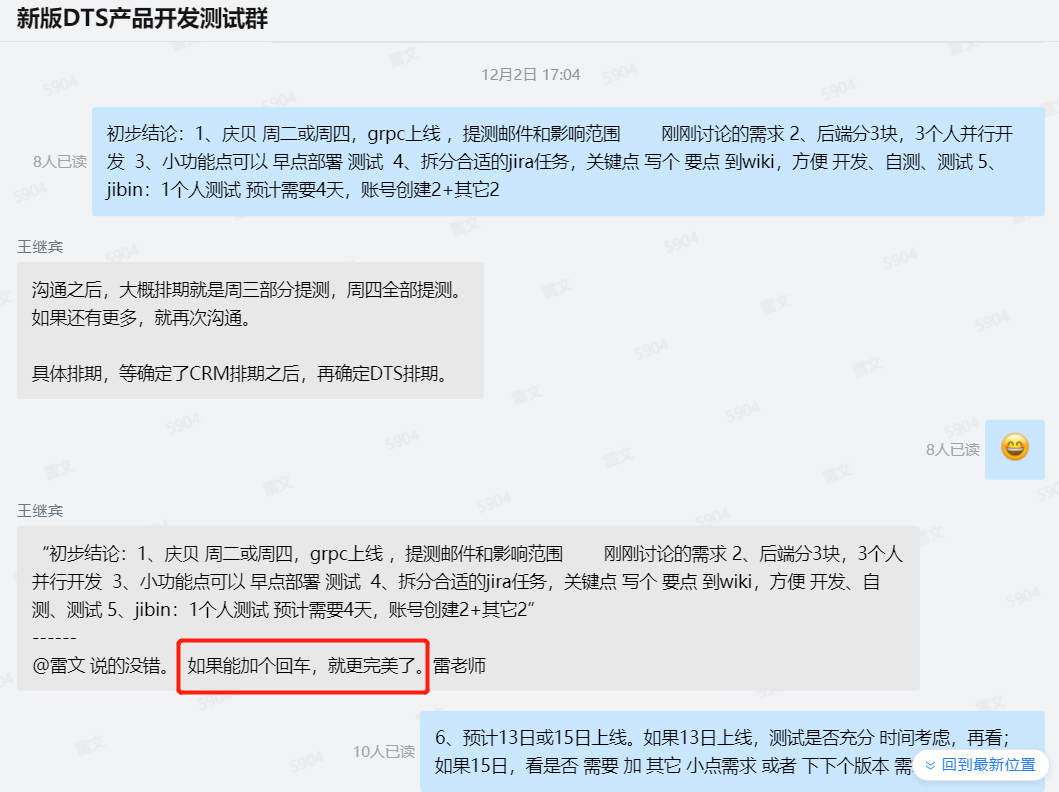 新版DTS产品开发测试群
12月2日 17:04
初步结论：1、庆贝 周二或周四，grpc上线 ，提测邮件和影响范围 刚刚讨论的需求 2、后端分3块，3个人并行开
8人已读
发 3、小功能点可以 早点部署 测试 4、拆分合适的jira任务，关键点 写个 要点 到wiki，方便 开发、自测、测试 5、
jibin：1个人测试 预计需要4天，账号创建2+其它2
王继宾
沟通之后，大概排期就是周三部分提测，周四全部提测。
如果还有更多，就再次沟通。
具体排期，等确定了CRM排期之后，再确定DTS排期。
8人已读
王继宾
“初步结论：1、庆贝 周二或周四，grpc上线 ，提测邮件和影响范围 刚刚讨论的需求 2、后端分3块，3个人
并行开发 3、小功能点可以 早点部署 测试 4、拆分合适的jira任务，关键点 写个 要点 到wiki，方便 开发、自
测、测试 5、jibin：1个人测试 预计需要4天，账号创建2+其它2”
------
@雷文 说的没错。 如果能加个回车，就更完美了。雷老师
6、预计13日或15日上线。如果13日上线，测试是否充分 时间考虑，再看；
10人已读
如果15日，看是否 需要 加 其它 小点需求 或者 下下个版本 需
回到最新位置